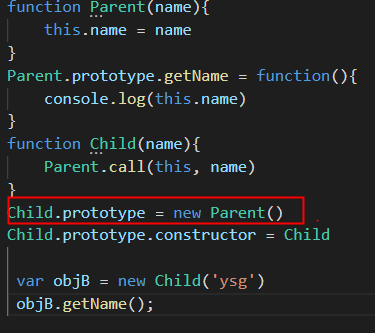 function Parent(name){
    this.name = name
}
Parent.prototype.getName = function(){
    console.log(this.name)
}
function Child(name){
    Parent.call(this, name)
}
Child.prototype = new Parent()
Child.prototype.constructor = Child
 var objB = new Child('ysg')
 objB.getName();